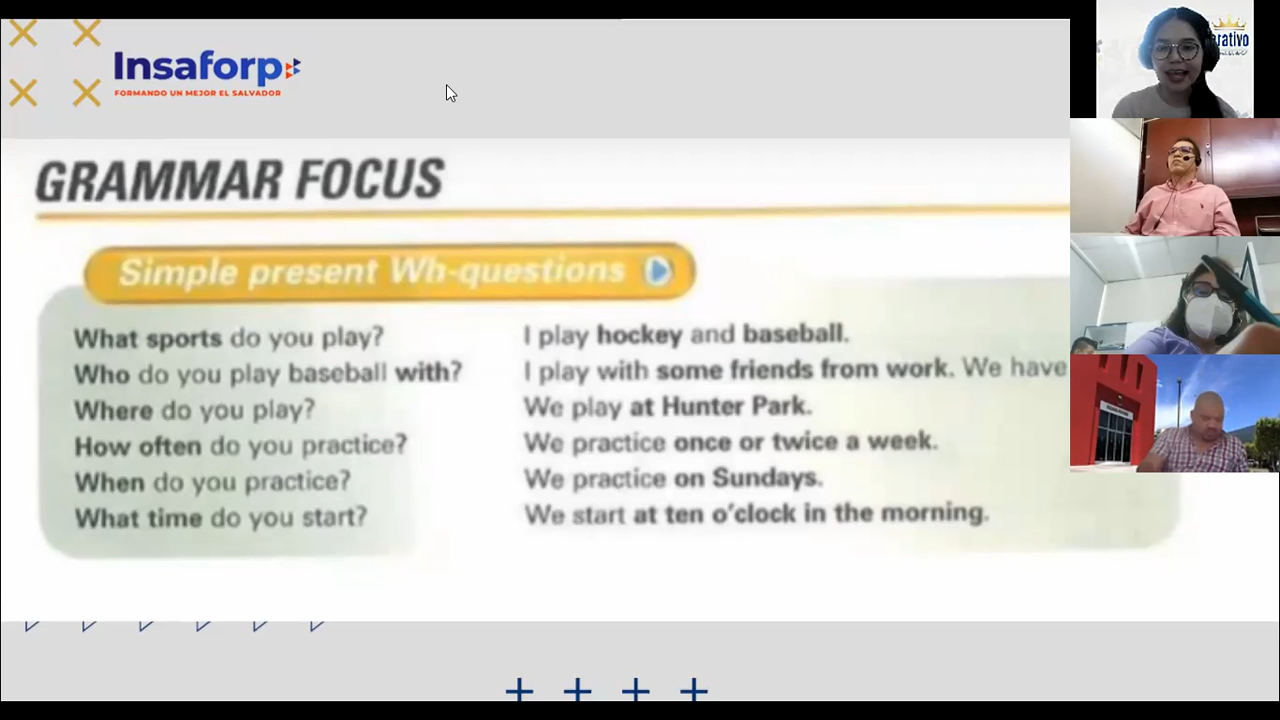 Insaforp
FORMANDO UN MEJOR EL SALVADOR
GRAMMAR FOCUS
Simple present Wh-questions
What sports do you play? I play hockey and baseball.
Who do you play baseball with? I play with some friends from work. We have
Where do you play? We play at Hunter Park.
How often do you practice? We practice once or twice a week.
When do you practice? We practice on Sundays.
What time do you start? We start at ten o'clock in the morning.